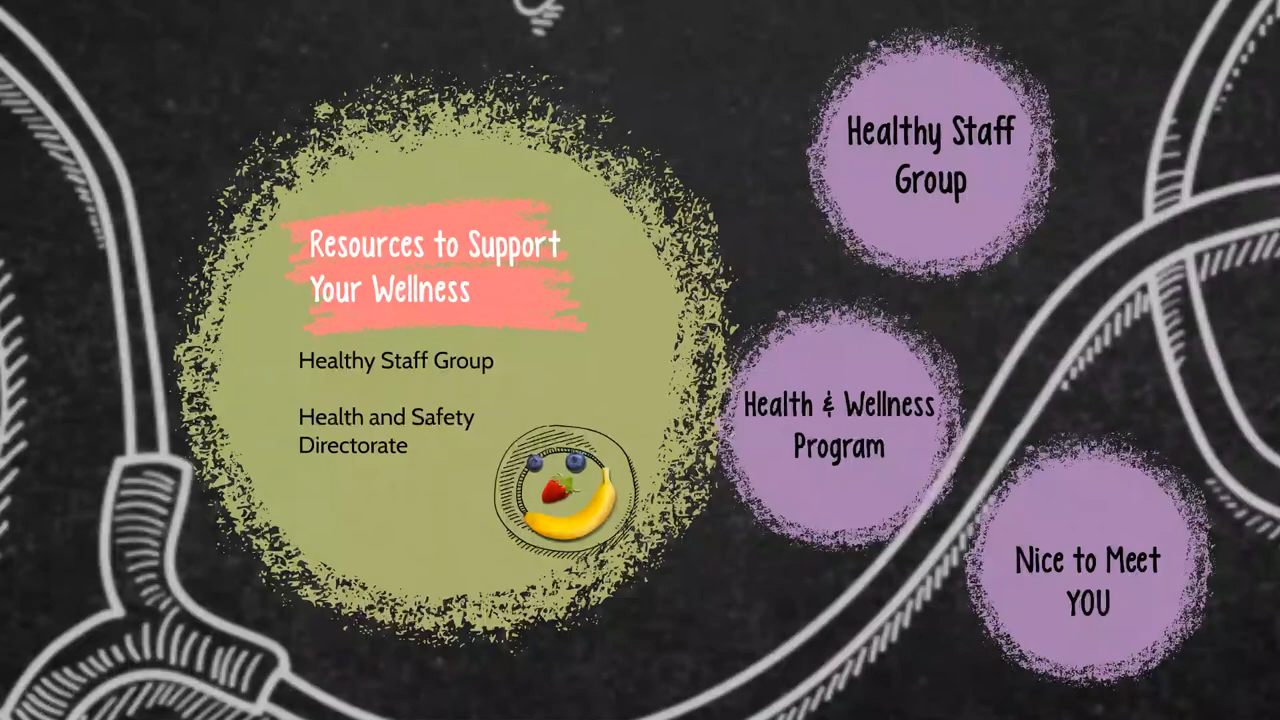 Resources to Support
Your Wellness
Healthy Staff Group
Health and Safety
Directorate
Healthy Staff
Group
Health & Wellness
Program
Nice to Meet
YOU